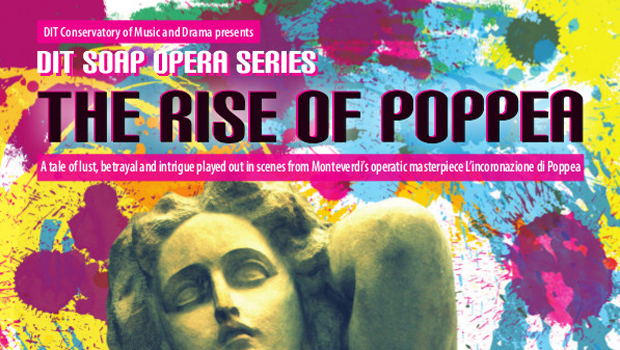 DIT Conservatory of Music and Drama presents
DIT SOAP OPERA SERIES
THE RISE OF POPPEA
A tale of lust, betrayal and intrigue played out in scenes from Monteverdi's operatic masterpiece L'incoronazione di Poppea